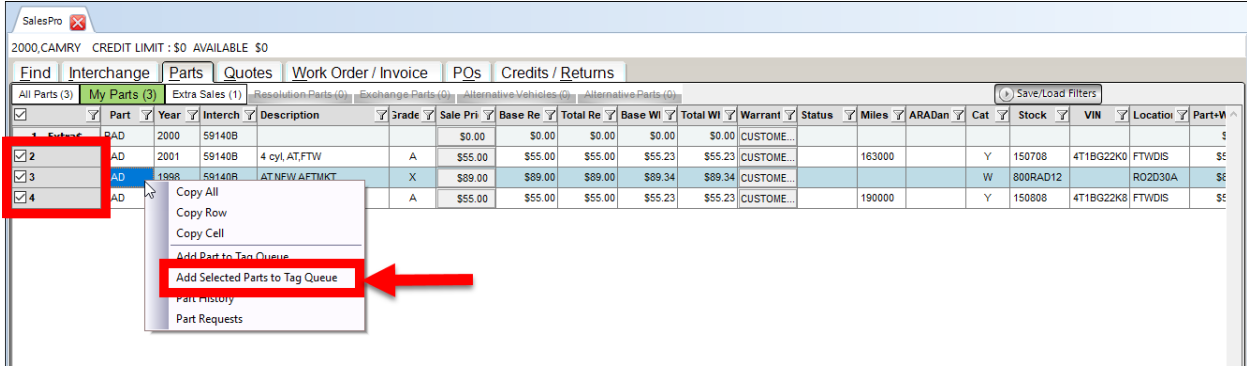 SalesPro
2000,CAMRY CREDIT LIMIT : $0 AVAILABLE $0
Find Interchange Parts Quotes Work Order / Invoice POs Credits / Returns
All Parts (3) My Parts (3) Extra Sales (1) Resolution Parts (0) Exchange Parts (0) Alternative Vehicles (0) Alternative Parts (0) Save/Load Filters
Part Year Interch Description Grade Sale Pri Base Re Total Re Base Wl Total Wl Warrant Status Miles ARADan Cat Stock VIN Locatior Part+W
1 Extra RAD 2000 59140B $0.00 $0.00 $0.00 $0.00 $0.00 CUSTOME...
2 AD 2001 59140B 4 cyl, AT,FTW A $55.00 $55.00 $55.00 $55.23 $55.23 CUSTOME... 163000 Y 150708 4T1BG22K0 FTWDIS $5
3 AD 1998 59140B AT NEW AFTMKT X $89.00 $89.00 $89.00 $89.34 $89.34 CUSTOME... W 800RAD12 RO2D30A $8
4 AD A $55.00 $55.00 $55.00 $55.23 $55.23 CUSTOME... 190000 Y 150808 4T1BG22K8 FTWDIS $5
Copy All
Copy Row
Copy Cell
Add Part to Tag Queue
Add Selected Parts to Tag Queue
Part History
Part Requests